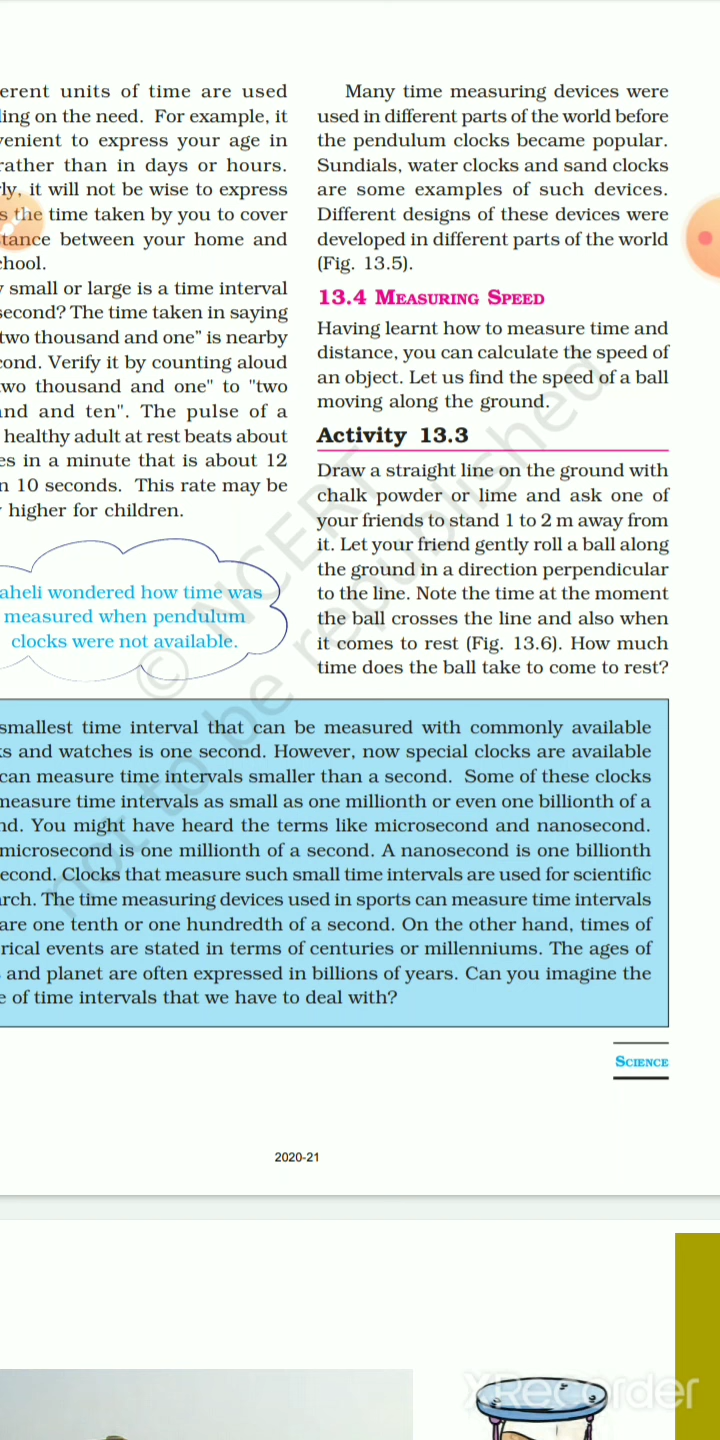 erent units of time are used
ing on the need. For example, it
venient to express your age in
rather than in days or hours.
ly, it will not be wise to express
s the time taken by you to cover
tance between your home and
chool.
small or large is a time interval
second? The time taken in saying
two thousand and one" is nearby
cond. Verify it by counting aloud
wo thousand and one" to "two
and and ten". The pulse of a
healthy adult at rest beats about
es in a minute that is about 12
n 10 seconds. This rate may be
higher for children.
aheli wondered how time was
measured when pendulum
clocks were not available.
Many time measuring devices were
used in different parts of the world before
the pendulum clocks became popular.
Sundials, water clocks and sand clocks
are some examples of such devices.
Different designs of these devices were
developed in different parts of the world
(Fig. 13.5).
13.4 MEASURING SPEED
Having learnt how to measure time and
distance, you can calculate the speed of
an object. Let us find the speed of a ball
moving along the ground.
Activity 13.3
Draw a straight line on the ground with
chalk powder or lime and ask one of
your friends to stand 1 to 2 m away from
it. Let your friend gently roll a ball along
the ground in a direction perpendicular
to the line. Note the time at the moment
the ball crosses the line and also when
it comes to rest (Fig. 13.6). How much
time does the ball take to come to rest?
smallest time interval that can be measured with commonly available
ks and watches is one second. However, now special clocks are available
can measure time intervals smaller than a second. Some of these clocks
measure time intervals as small as one millionth or even one billionth of a
nd. You might have heard the terms like microsecond and nanosecond.
microsecond is one millionth of a second. A nanosecond is one billionth
econd. Clocks that measure such small time intervals are used for scientific
arch. The time measuring devices used in sports can measure time intervals
are one tenth or one hundredth of a second. On the other hand, times of
rical events are stated in terms of centuries or millenniums. The ages of
and planet are often expressed in billions of years. Can you imagine the
e of time intervals that we have to deal with?
© NCERT
not to be republished
SCIENCE
2020-21
XRecorder